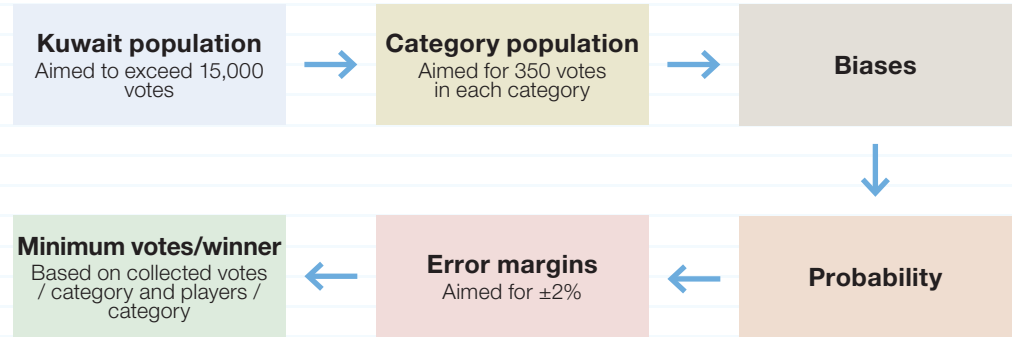 Kuwait population
Aimed to exceed 15,000
votes
Category population
Aimed for 350 votes
in each category
Biases
Probability
Error margins
Aimed for ±2%
Minimum votes/winner
Based on collected votes
/ category and players /
category